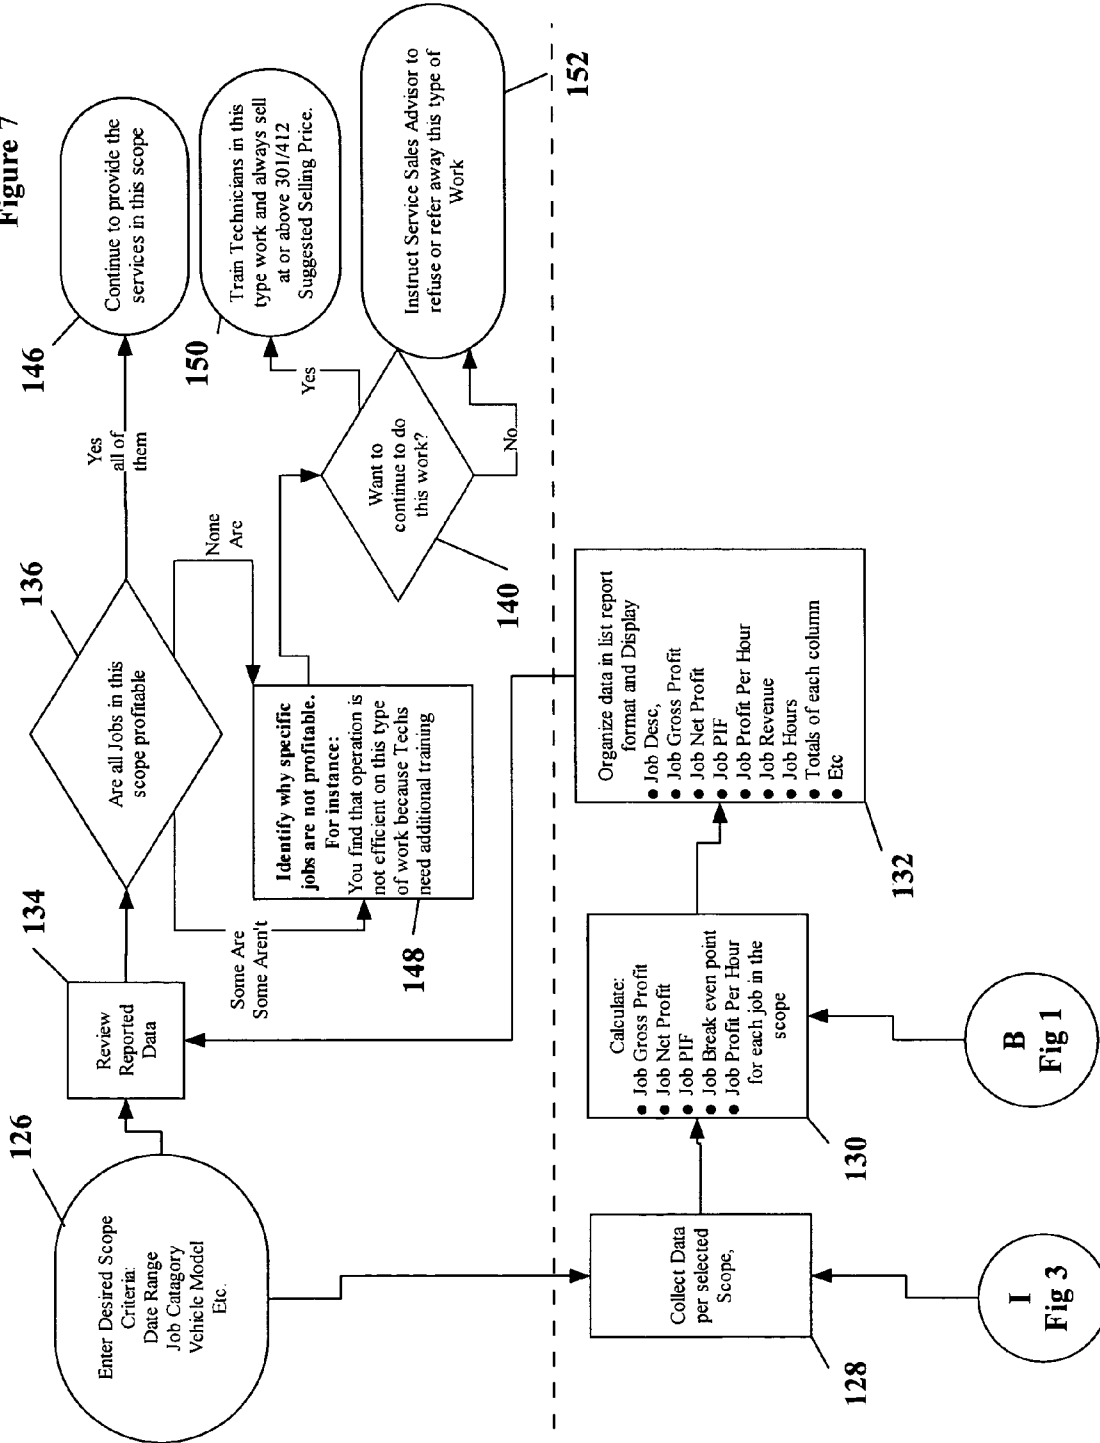 Figure 7
126
Enter Desired Scope
Criteria:
Date Range
Job Catagory
Vehicle Model
Etc.
134
Review
Reported
Data
136
Are all Jobs in this
scope profitable
Yes
all of
them
146
Continue to provide the
services in this scope
Some Are
Some Aren't
None
Are
148
Identify why specific
jobs are not profitable.
For instance:
You find that operation is
not efficient on this type
of work because Techs
need additional training
140
Want to
continue to do
this work?
Yes
No
150
Train Technicians in this
type work and always sell
at or above 301/412
Suggested Selling Price.
152
Instruct Service Sales Advisor to
refuse or refer away this type of
Work
128
Collect Data
per selected
Scope,
I
Fig 3
130
Calculate:
● Job Gross Profit
● Job Net Profit
● Job PIF
● Job Break even point
● Job Profit Per Hour
for each job in the
scope
B
Fig 1
132
Organize data in list report
format and Display
● Job Desc,
● Job Gross Profit
● Job Net Profit
● Job PIF
● Job Profit Per Hour
● Job Revenue
● Job Hours
● Totals of each column
● Etc